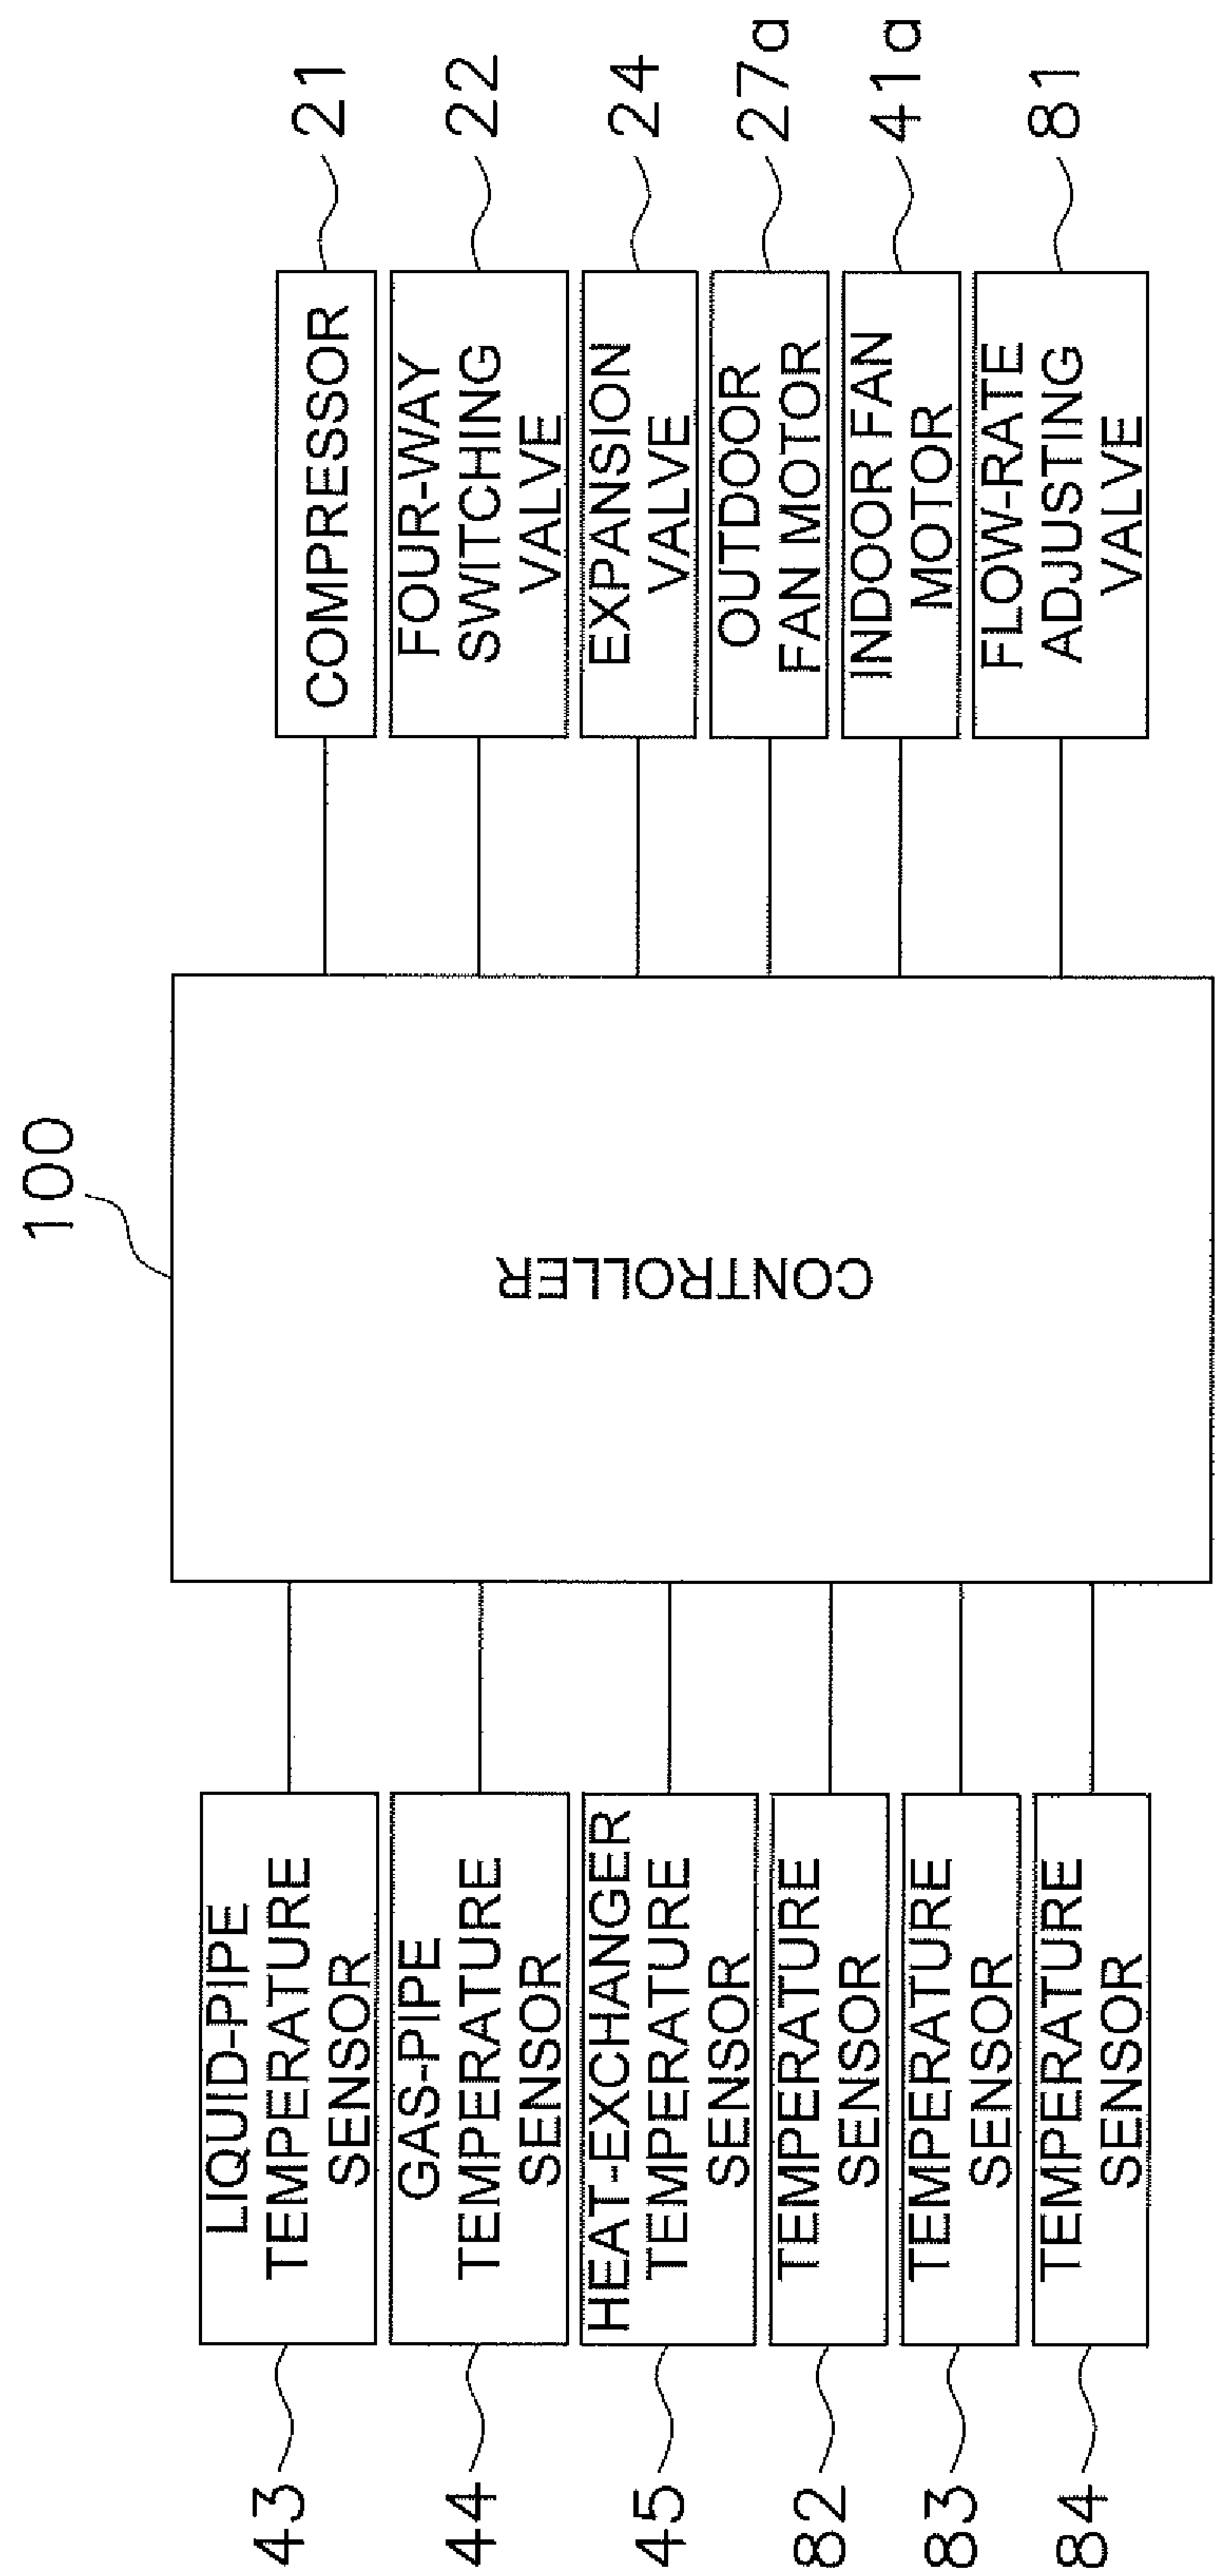 100
43
LIQUID-PIPE
TEMPERATURE
SENSOR
44
GAS-PIPE
TEMPERATURE
SENSOR
45
HEAT-EXCHANGER
TEMPERATURE
SENSOR
82
TEMPERATURE
SENSOR
83
TEMPERATURE
SENSOR
84
TEMPERATURE
SENSOR
CONTROLLER
COMPRESSOR
21
FOUR-WAY
SWITCHING
VALVE
22
EXPANSION
VALVE
24
OUTDOOR
FAN MOTOR
27a
INDOOR FAN
MOTOR
41a
FLOW-RATE
ADJUSTING
VALVE
81